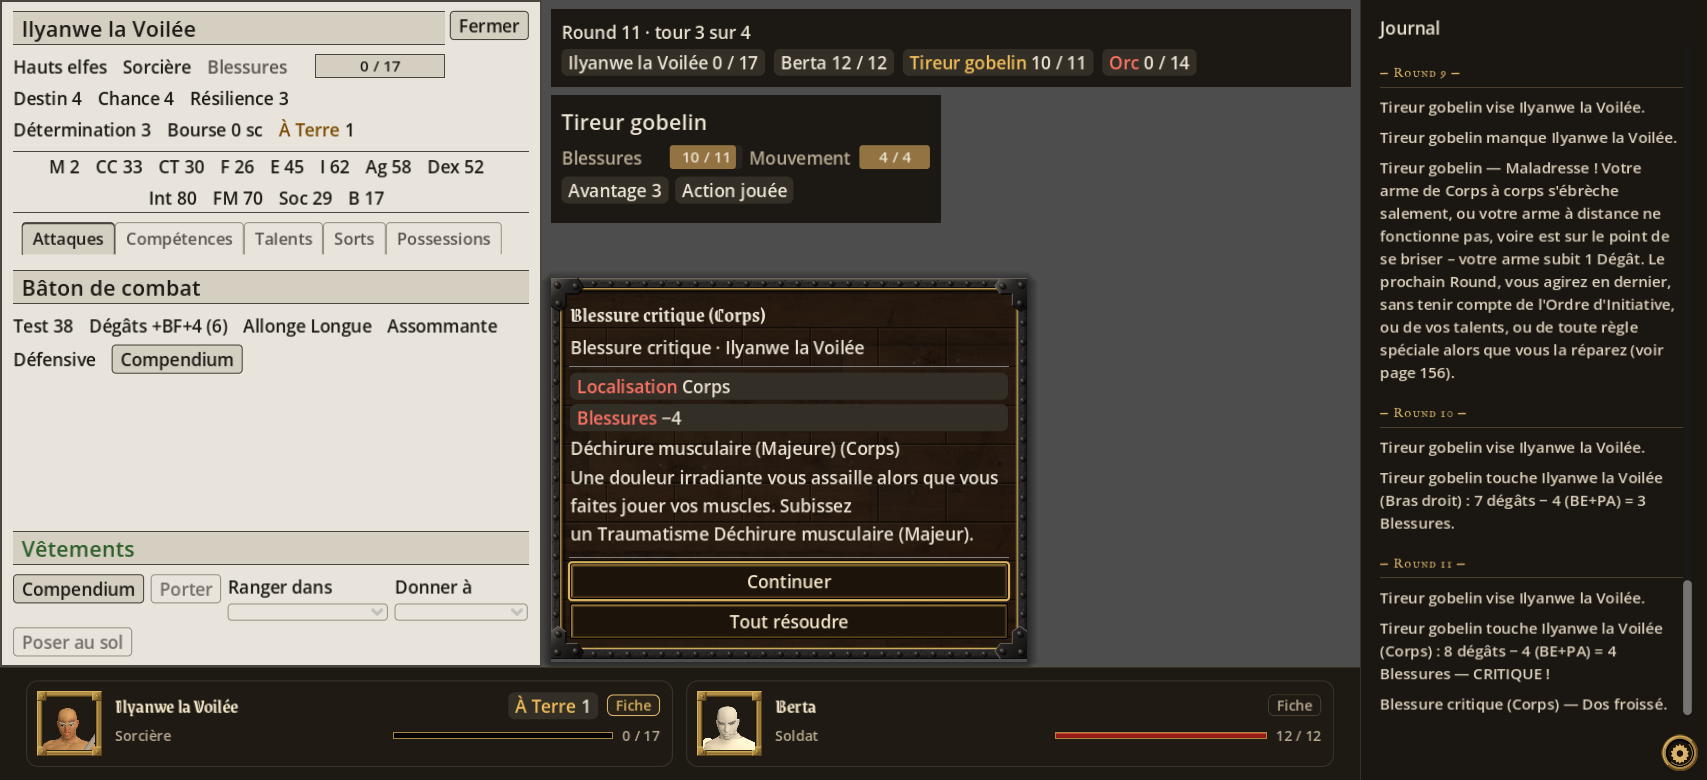 Ilyanwe la Voilée
Fermer
Hauts elfes Sorcière Blessures 0 / 17
Destin 4 Chance 4 Résilience 3
Détermination 3 Bourse 0 sc À Terre 1
M 2 CC 33 CT 30 F 26 E 45 I 62 Ag 58 Dex 52
Int 80 FM 70 Soc 29 B 17
Attaques Compétences Talents Sorts Possessions
Bâton de combat
Test 38 Dégâts +BF+4 (6) Allonge Longue Assommante
Défensive Compendium
Vêtements
Compendium Porter Ranger dans Donner à
Poser au sol
Round 11 · tour 3 sur 4
Ilyanwe la Voilée 0 / 17 Berta 12 / 12 Tireur gobelin 10 / 11 Orc 0 / 14
Tireur gobelin
Blessures 10 / 11 Mouvement 4 / 4
Avantage 3 Action jouée
Blessure critique (Corps)
Blessure critique · Ilyanwe la Voilée
Localisation Corps
Blessures −4
Déchirure musculaire (Majeure) (Corps)
Une douleur irradiante vous assaille alors que vous
faites jouer vos muscles. Subissez
un Traumatisme Déchirure musculaire (Majeur).
Continuer
Tout résoudre
Journal
– Round 9 –
Tireur gobelin vise Ilyanwe la Voilée.
Tireur gobelin manque Ilyanwe la Voilée.
Tireur gobelin — Maladresse ! Votre
arme de Corps à corps s'ébrèche
salement, ou votre arme à distance ne
fonctionne pas, voire est sur le point de
se briser – votre arme subit 1 Dégât. Le
prochain Round, vous agirez en dernier,
sans tenir compte de l'Ordre d'Initiative,
ou de vos talents, ou de toute règle
spéciale alors que vous la réparez (voir
page 156).
– Round 10 –
Tireur gobelin vise Ilyanwe la Voilée.
Tireur gobelin touche Ilyanwe la Voilée
(Bras droit) : 7 dégâts − 4 (BE+PA) = 3
Blessures.
– Round 11 –
Tireur gobelin vise Ilyanwe la Voilée.
Tireur gobelin touche Ilyanwe la Voilée
(Corps) : 8 dégâts − 4 (BE+PA) = 4
Blessures — CRITIQUE !
Blessure critique (Corps) — Dos froissé.
Ilyanwe la Voilée À Terre 1 Fiche
Sorcière 0 / 17
Berta Fiche
Soldat 12 / 12